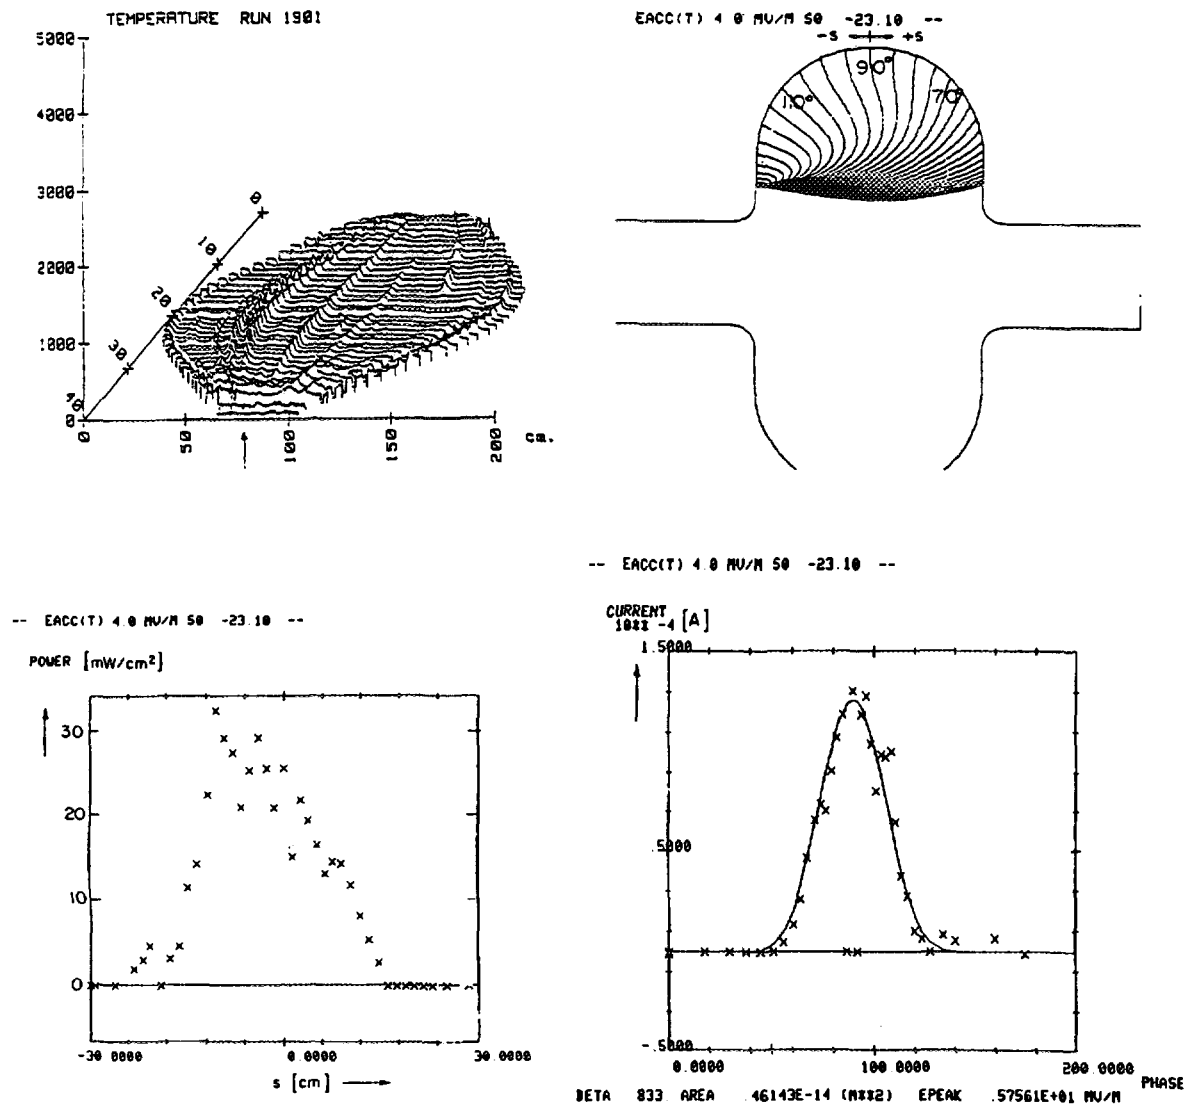 TEMPERATURE RUN 1901
5000
4000
3000
2000
1000
0
0
10
20
30
40
0
50
100
150
200
cm.
EACC(T) 4 0 MV/M S0 -23.10 --
-s +s
10°
90°
70°
-- EACC(T) 4.0 MV/M S0 -23.10 --
POWER [mW/cm²]
30
20
10
0
-30.0000
0.0000
30.0000
s [cm]
-- EACC(T) 4.0 MV/M S0 -23.10 --
CURRENT
10** -4 [A]
1.5000
.5000
-.5000
0.0000
100.0000
200.0000
PHASE
BETA 833. AREA .46143E-14 (M**2) EPEAK .57561E+01 MV/M